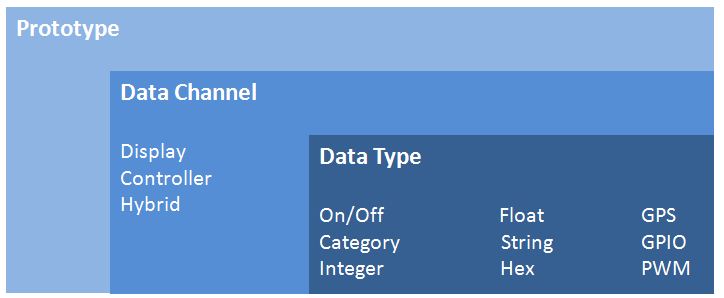 Prototype
Data Channel
Display
Controller
Hybrid
Data Type
On/Off Float GPS
Category String GPIO
Integer Hex PWM